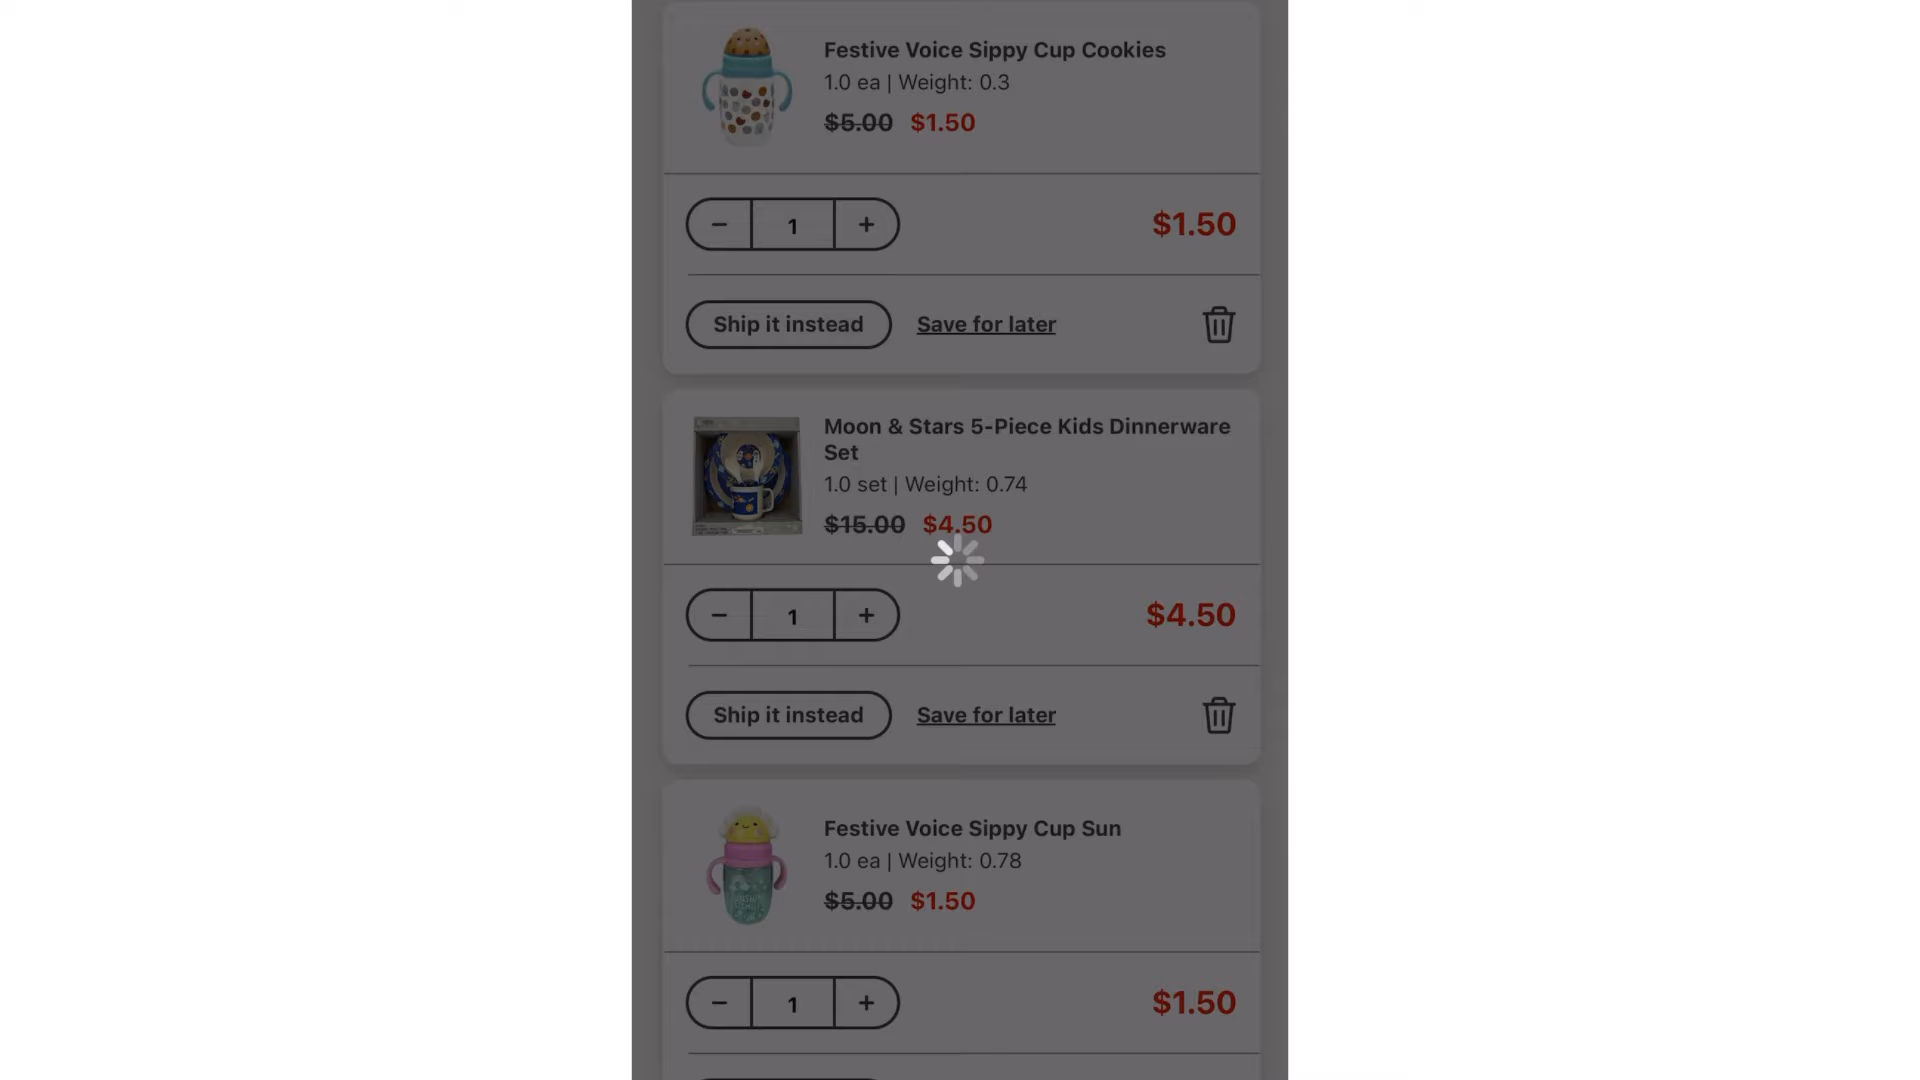 Festive Voice Sippy Cup Cookies
1.0 ea | Weight: 0.3
$5.00 $1.50
− 1 + $1.50
Ship it instead Save for later
Moon & Stars 5-Piece Kids Dinnerware
Set
1.0 set | Weight: 0.74
$15.00 $4.50
− 1 + $4.50
Ship it instead Save for later
Festive Voice Sippy Cup Sun
1.0 ea | Weight: 0.78
$5.00 $1.50
− 1 + $1.50